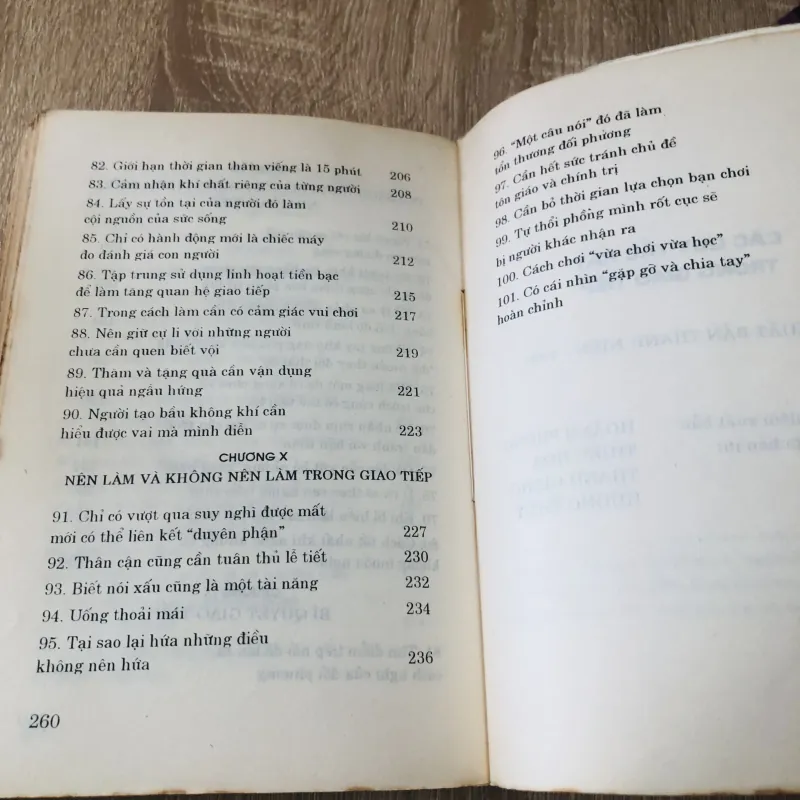 82. Giới hạn thời gian thăm viếng là 15 phút 206
83. Cảm nhận khí chất riêng của từng người 208
84. Lấy sự tồn tại của người đó làm
cội nguồn của sức sống 210
85. Chỉ có hành động mới là chiếc máy
đo đánh giá con người 212
86. Tập trung sử dụng linh hoạt tiền bạc
để làm tăng quan hệ giao tiếp 215
87. Trong cách làm cần có cảm giác vui chơi 217
88. Nên giữ cự li với những người
chưa cần quen biết vội 219
89. Thăm và tặng quà cần vận dụng
hiệu quả ngẫu hứng 221
90. Người tạo bầu không khí cần
hiểu được vai mà mình diễn 223
CHƯƠNG X
NÊN LÀM VÀ KHÔNG NÊN LÀM TRONG GIAO TIẾP
91. Chỉ có vượt qua suy nghĩ được mất
mới có thể liên kết "duyên phận" 227
92. Thân cận cũng cần tuân thủ lễ tiết 230
93. Biết nói xấu cũng là một tài năng 232
94. Uống thoải mái 234
95. Tại sao lại hứa những điều
không nên hứa 236
260
96. "Một câu nói" đó đã làm
tổn thương đối phương
97. Cần hết sức tránh chủ đề
tôn giáo và chính trị
98. Cần bỏ thời gian lựa chọn bạn chơi
99. Tự thổi phồng mình rốt cục sẽ
bị người khác nhận ra
100. Cách chơi "vừa chơi vừa học"
101. Có cái nhìn "gặp gỡ và chia tay"
hoàn chỉnh